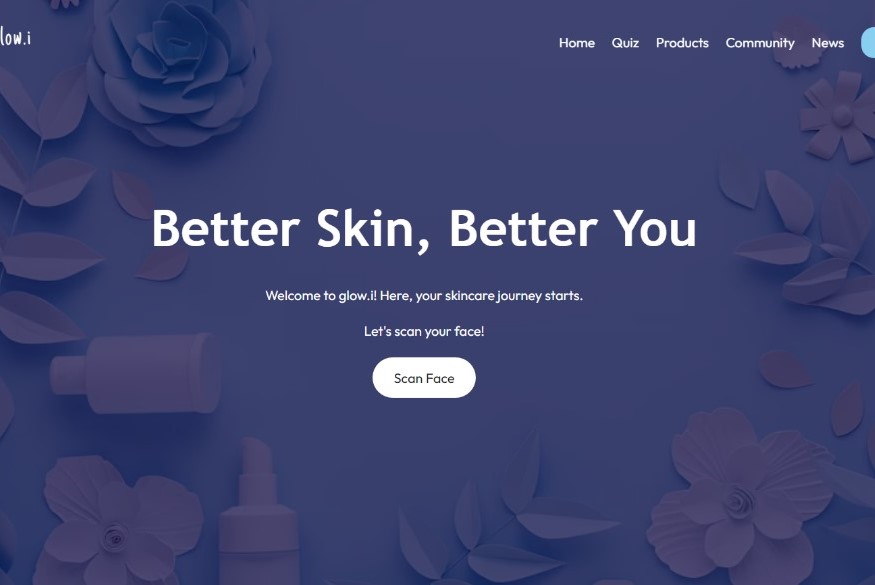 low.i
Home Quiz Products Community News
Better Skin, Better You
Welcome to glow.i! Here, your skincare journey starts.
Let's scan your face!
Scan Face